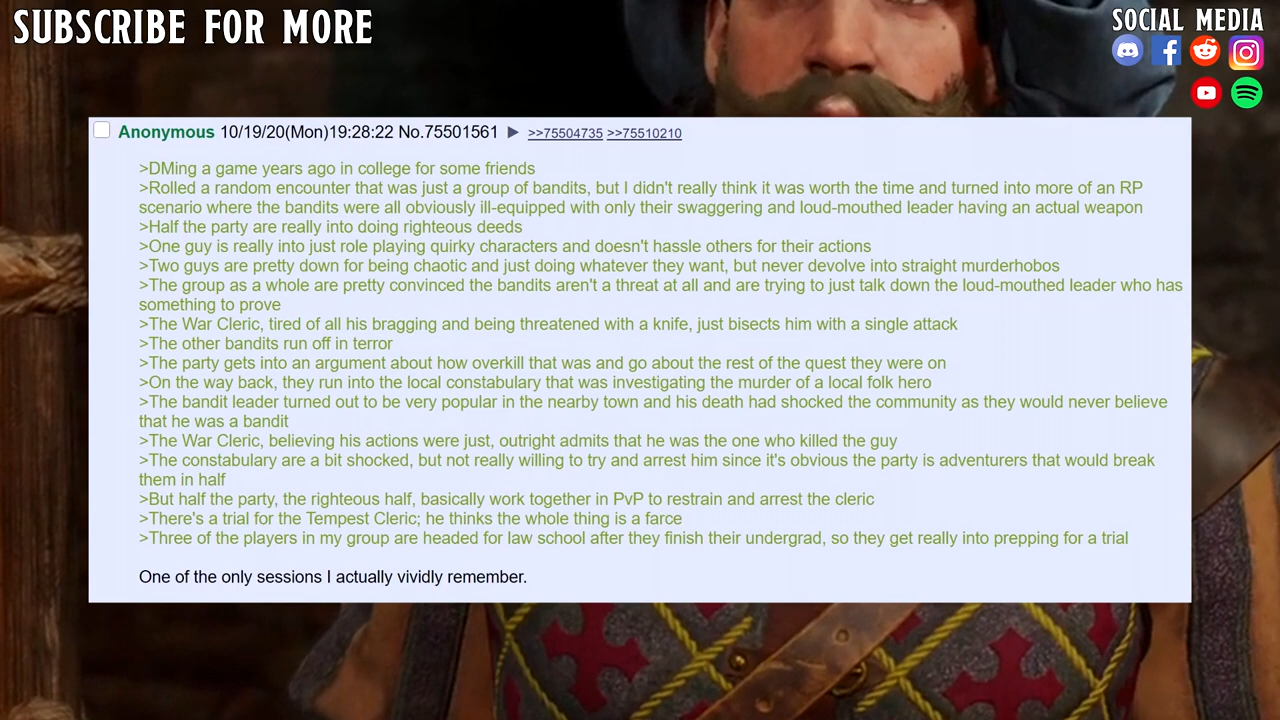 SUBSCRIBE FOR MORE
SOCIAL MEDIA
Anonymous 10/19/20(Mon)19:28:22 No.75501561 ▶ >>75504735 >>75510210
>DMing a game years ago in college for some friends
>Rolled a random encounter that was just a group of bandits, but I didn't really think it was worth the time and turned into more of an RP
scenario where the bandits were all obviously ill-equipped with only their swaggering and loud-mouthed leader having an actual weapon
>Half the party are really into doing righteous deeds
>One guy is really into just role playing quirky characters and doesn't hassle others for their actions
>Two guys are pretty down for being chaotic and just doing whatever they want, but never devolve into straight murderhobos
>The group as a whole are pretty convinced the bandits aren't a threat at all and are trying to just talk down the loud-mouthed leader who has
something to prove
>The War Cleric, tired of all his bragging and being threatened with a knife, just bisects him with a single attack
>The other bandits run off in terror
>The party gets into an argument about how overkill that was and go about the rest of the quest they were on
>On the way back, they run into the local constabulary that was investigating the murder of a local folk hero
>The bandit leader turned out to be very popular in the nearby town and his death had shocked the community as they would never believe
that he was a bandit
>The War Cleric, believing his actions were just, outright admits that he was the one who killed the guy
>The constabulary are a bit shocked, but not really willing to try and arrest him since it's obvious the party is adventurers that would break
them in half
>But half the party, the righteous half, basically work together in PvP to restrain and arrest the cleric
>There's a trial for the Tempest Cleric; he thinks the whole thing is a farce
>Three of the players in my group are headed for law school after they finish their undergrad, so they get really into prepping for a trial
One of the only sessions I actually vividly remember.